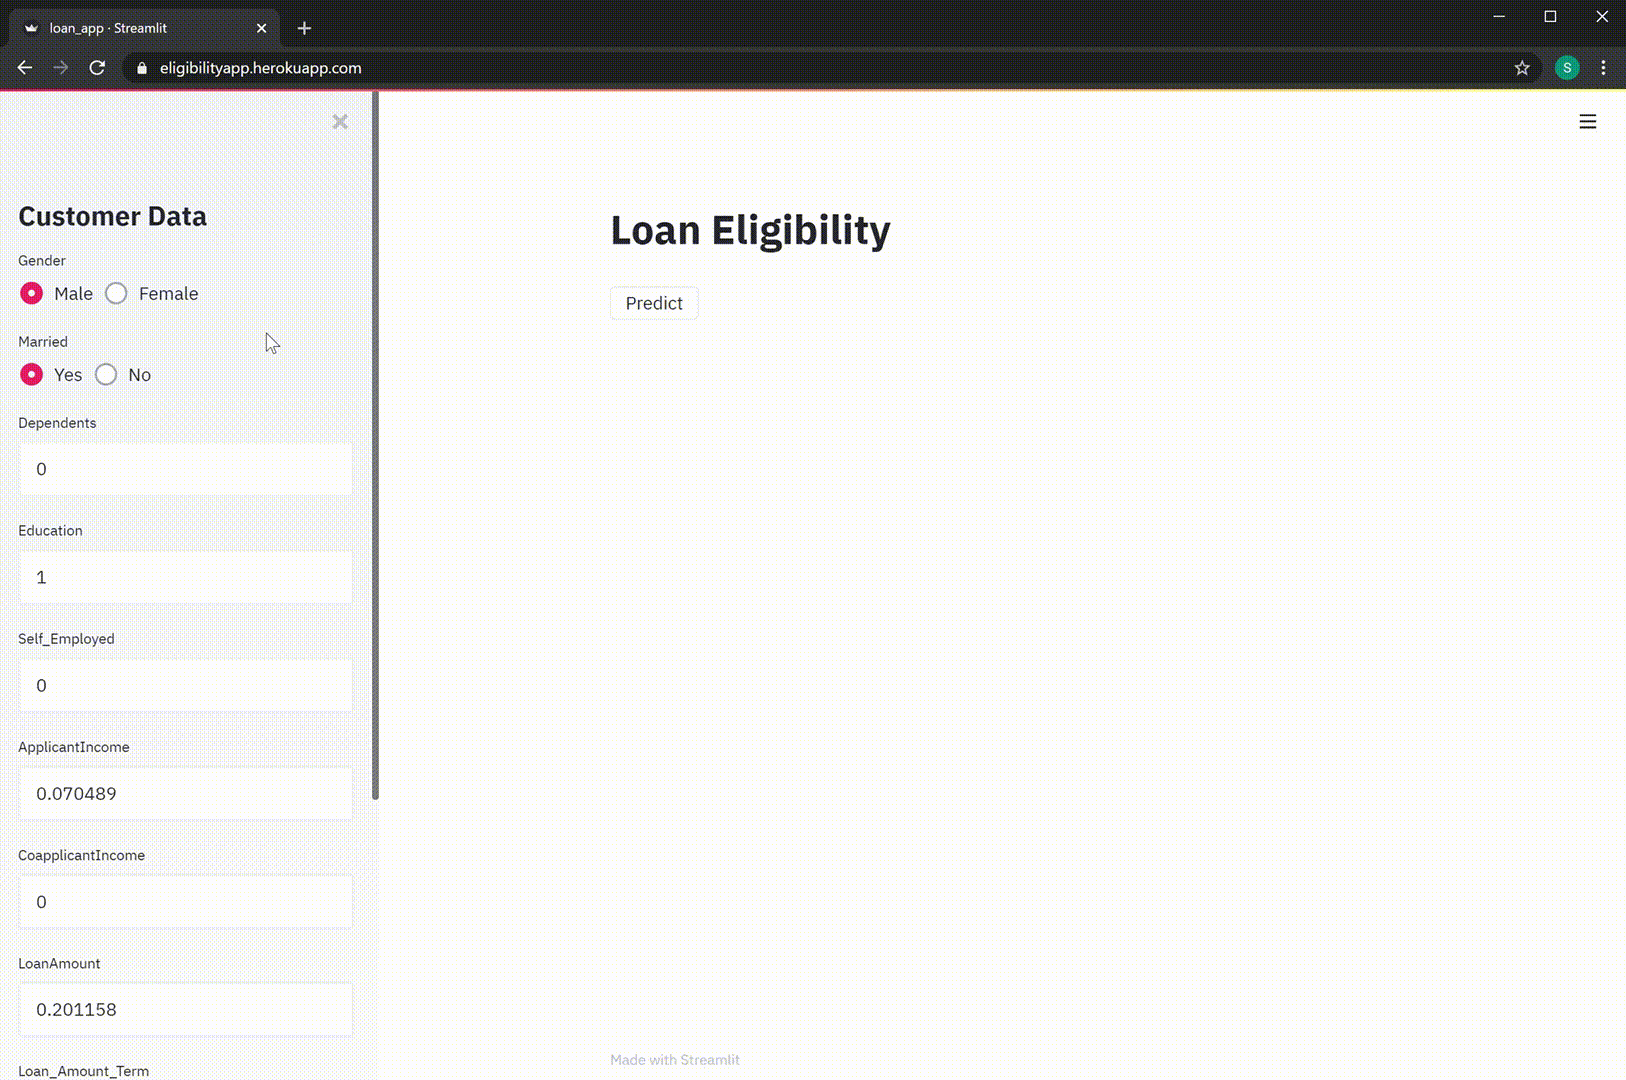 loan_app · Streamlit
eligibilityapp.herokuapp.com
S
Customer Data
Gender
Male Female
Married
Yes No
Dependents
0
Education
1
Self_Employed
0
ApplicantIncome
0.070489
CoapplicantIncome
0
LoanAmount
0.201158
Loan_Amount_Term
Loan Eligibility
Predict
Made with Streamlit